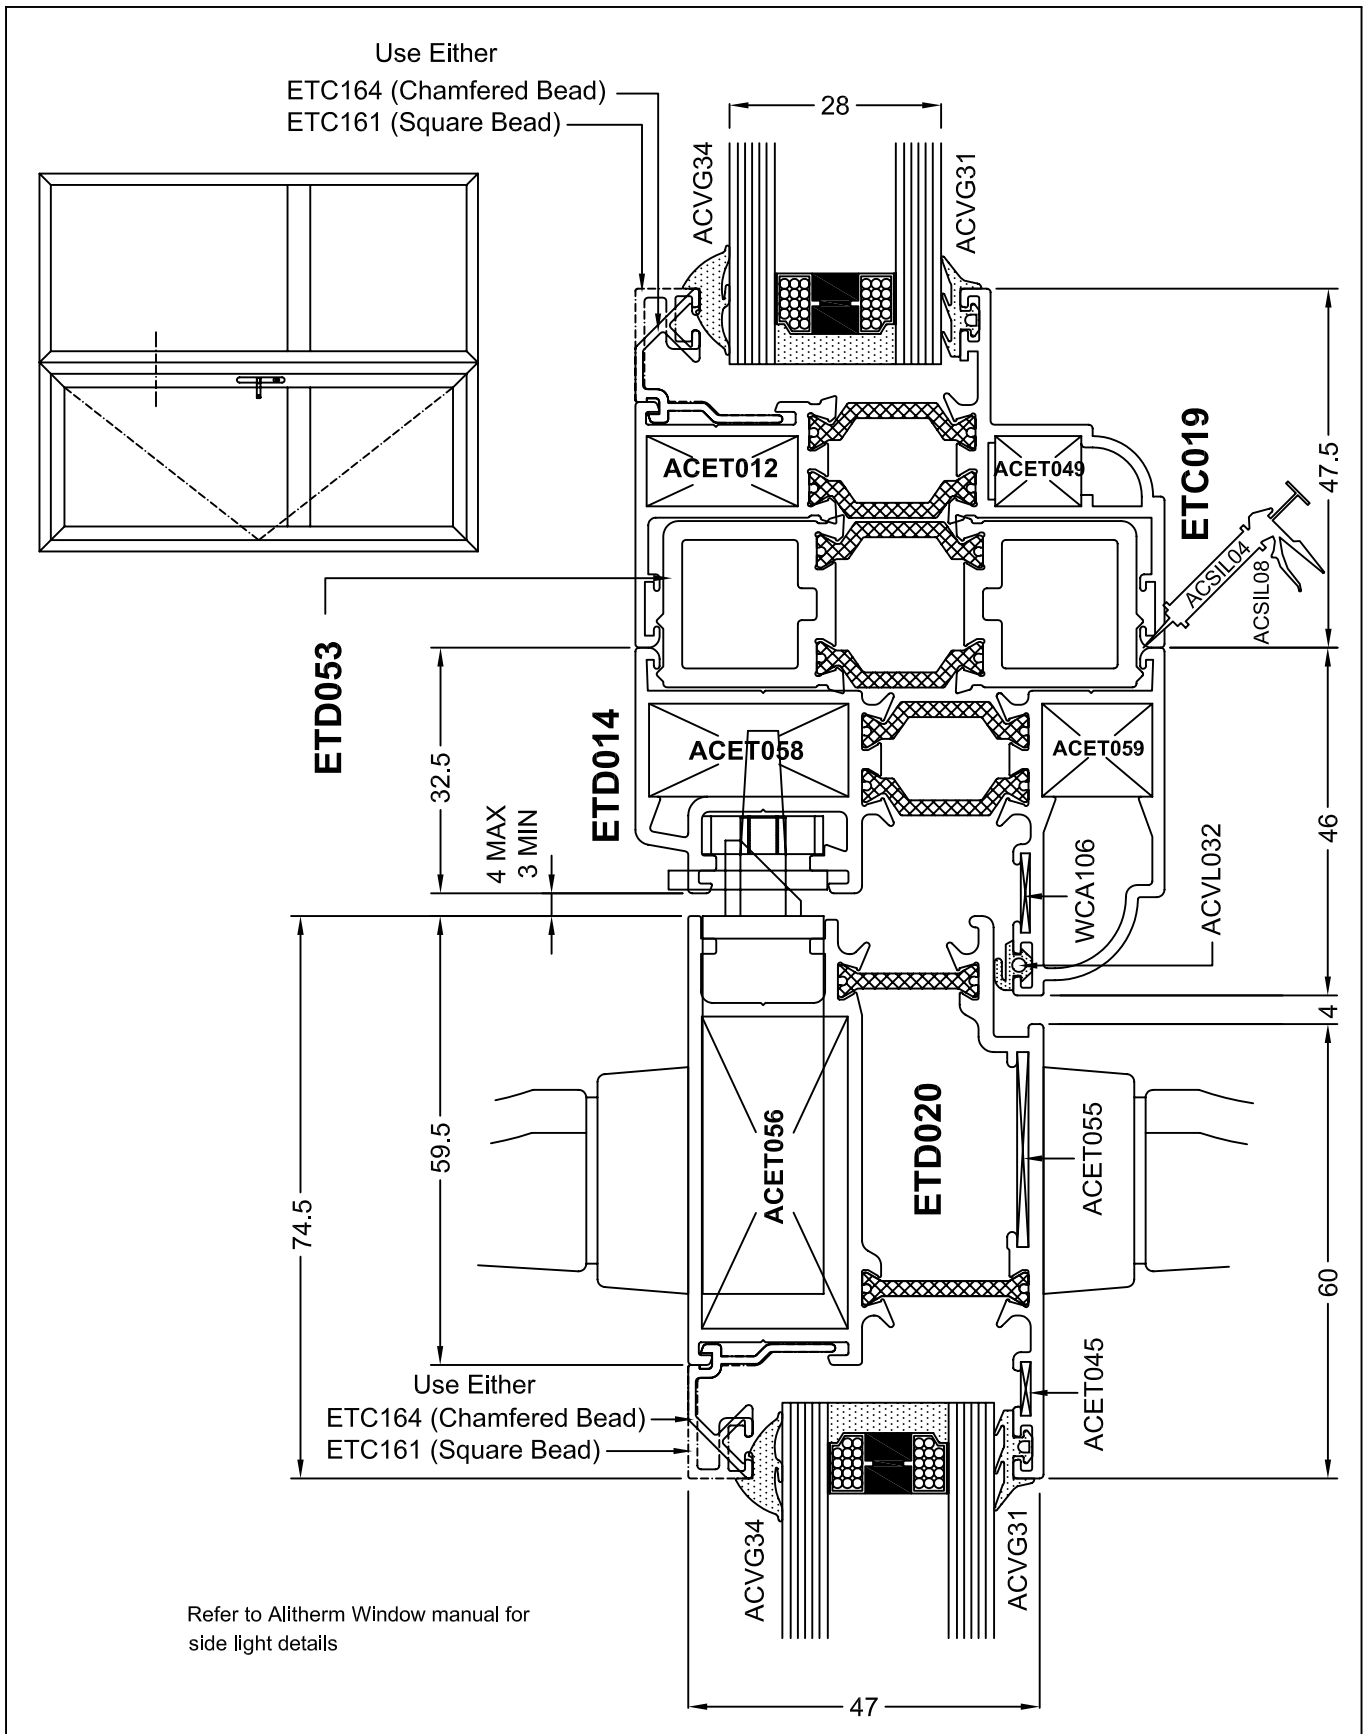 Use Either
ETC164 (Chamfered Bead)
ETC161 (Square Bead)
28
ACVG34
ACVG31
ACET012
ACET049
ETC019
47.5
ACSIL04
ACSIL08
ETD053
ETD014
32.5
ACET058
ACET059
4 MAX
3 MIN
46
WCA106
ACVL032
4
59.5
74.5
ACET056
ETD020
ACET055
60
ACET045
Use Either
ETC164 (Chamfered Bead)
ETC161 (Square Bead)
ACVG34
ACVG31
Refer to Alitherm Window manual for
side light details
47